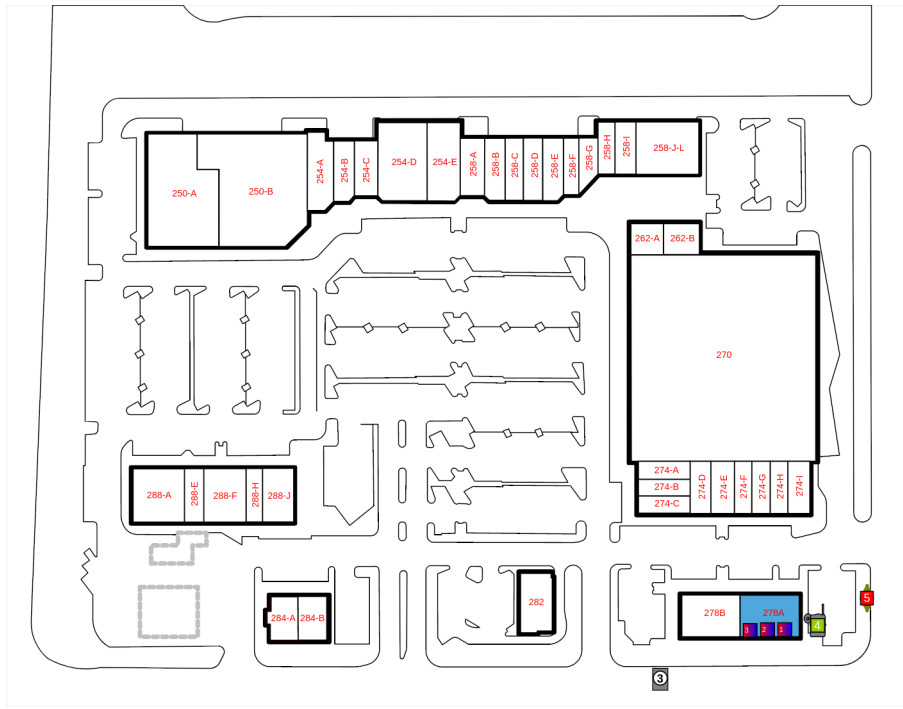 250-A
250-B
254-A
254-B
254-C
254-D
254-E
258-A
258-B
258-C
258-D
258-E
258-F
258-G
258-H
258-I
258-J-L
262-A
262-B
270
274-A
274-B
274-C
274-D
274-E
274-F
274-G
274-H
274-I
288-A
288-E
288-F
288-H
288-J
284-A
284-B
282
278B
278A
3
2
1
4
5
3